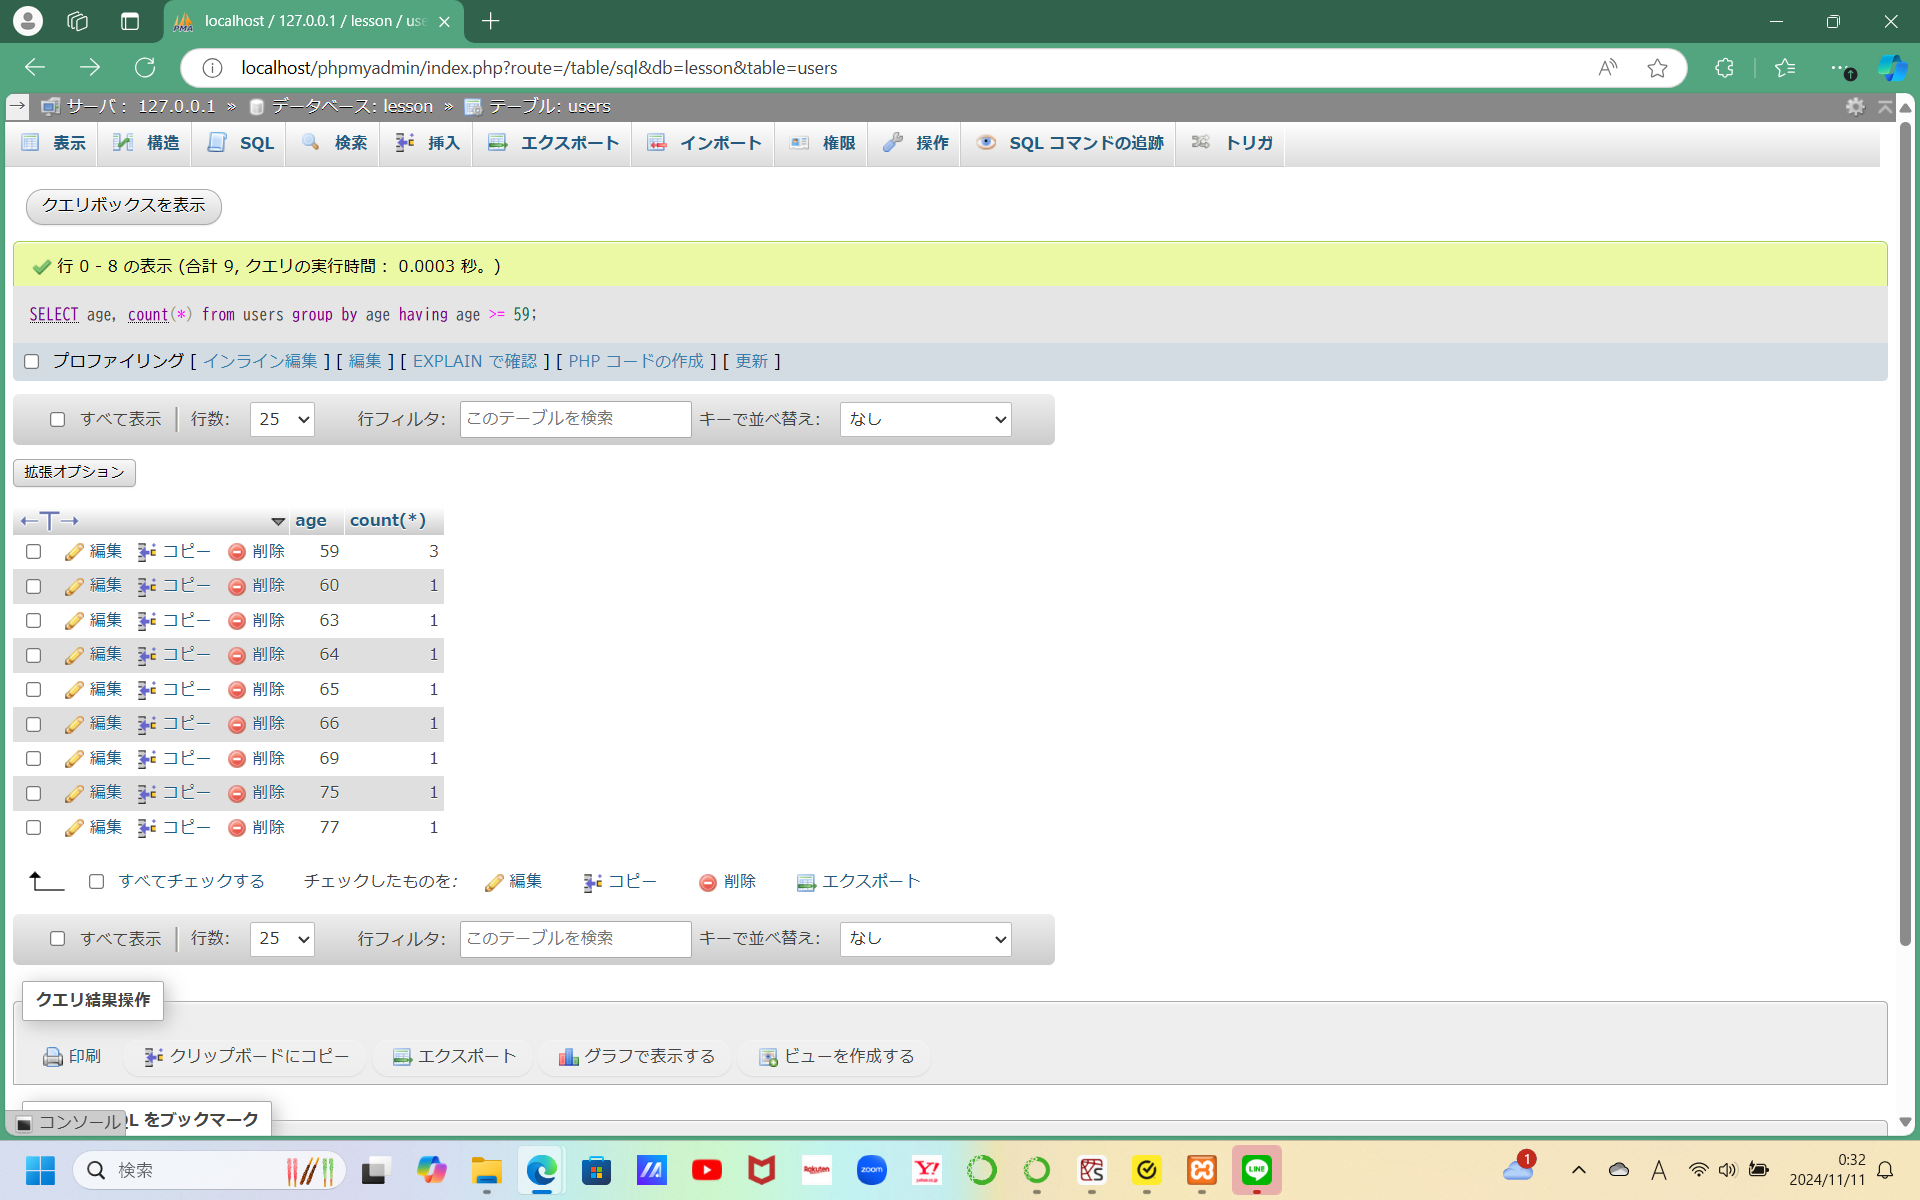 localhost / 127.0.0.1 / lesson / use
localhost/phpmyadmin/index.php?route=/table/sql&db=lesson&table=users
サーバ： 127.0.0.1 » データベース: lesson » テーブル: users
表示 構造 SQL 検索 挿入 エクスポート インポート 権限 操作 SQL コマンドの追跡 トリガ
クエリボックスを表示
行 0 - 8 の表示 (合計 9, クエリの実行時間： 0.0003 秒。)
SELECT age, count(*) from users group by age having age >= 59;
プロファイリング [ インライン編集 ] [ 編集 ] [ EXPLAIN で確認 ] [ PHP コードの作成 ] [ 更新 ]
すべて表示 行数: 25 行フィルタ: このテーブルを検索 キーで並べ替え: なし
拡張オプション
←T→ age count(*)
編集 コピー 削除 59 3
編集 コピー 削除 60 1
編集 コピー 削除 63 1
編集 コピー 削除 64 1
編集 コピー 削除 65 1
編集 コピー 削除 66 1
編集 コピー 削除 69 1
編集 コピー 削除 75 1
編集 コピー 削除 77 1
すべてチェックする チェックしたものを: 編集 コピー 削除 エクスポート
すべて表示 行数: 25 行フィルタ: このテーブルを検索 キーで並べ替え: なし
クエリ結果操作
印刷 クリップボードにコピー エクスポート グラフで表示する ビューを作成する
コンソール QL をブックマーク
検索 Rakuten zoom Y! LINE 1 A 0:32
2024/11/11